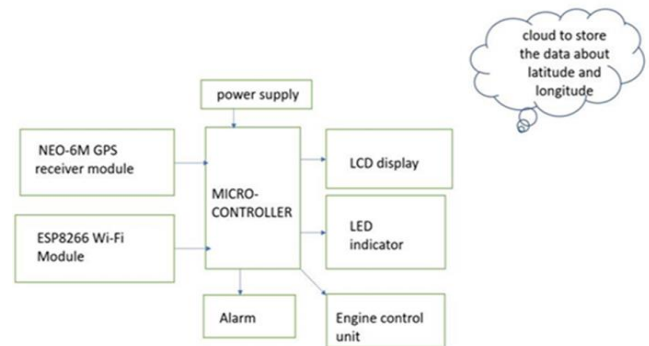 cloud to store
the data about
latitude and
longitude
power supply
NEO-6M GPS
receiver module
MICRO-
CONTROLLER
LCD display
ESP8266 Wi-Fi
Module
LED
indicator
Alarm
Engine control
unit